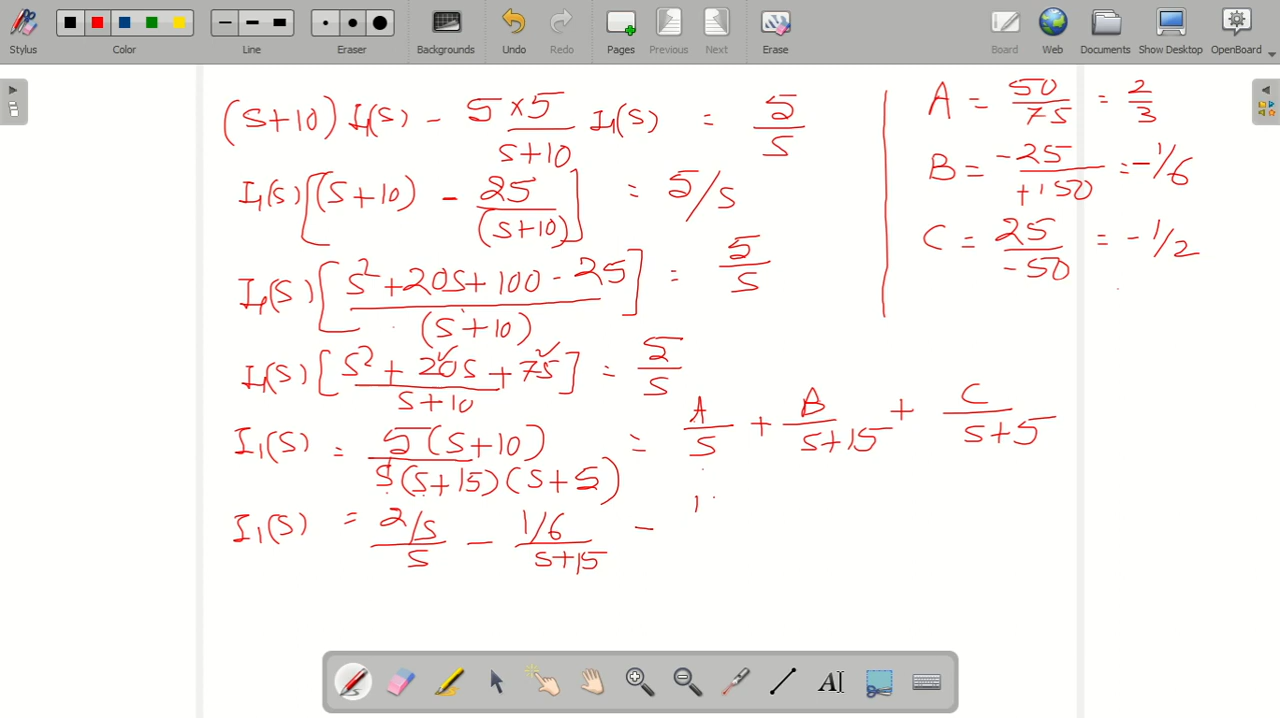 Stylus Color Line Eraser Backgrounds Undo Redo Pages Previous Next Erase Board Web Documents Show Desktop OpenBoard
(S+10) I1(S) - 5×5/(S+10) I1(S) = 5/S
I1(S) [(S+10) - 25/(S+10)] = 5/S
I1(S) [(S² + 20S + 100 - 25)/(S+10)] = 5/S
I1(S) [(S² + 20S + 75)/(S+10)] = 5/S
I1(S) = 5(S+10)/(S(S+15)(S+5)) = A/S + B/(S+15) + C/(S+5)
I1(S) = (2/S)/S - (1/6)/(S+15) -
A = 50/75 = 2/3
B = -25/+150 = -1/6
C = 25/-50 = -1/2